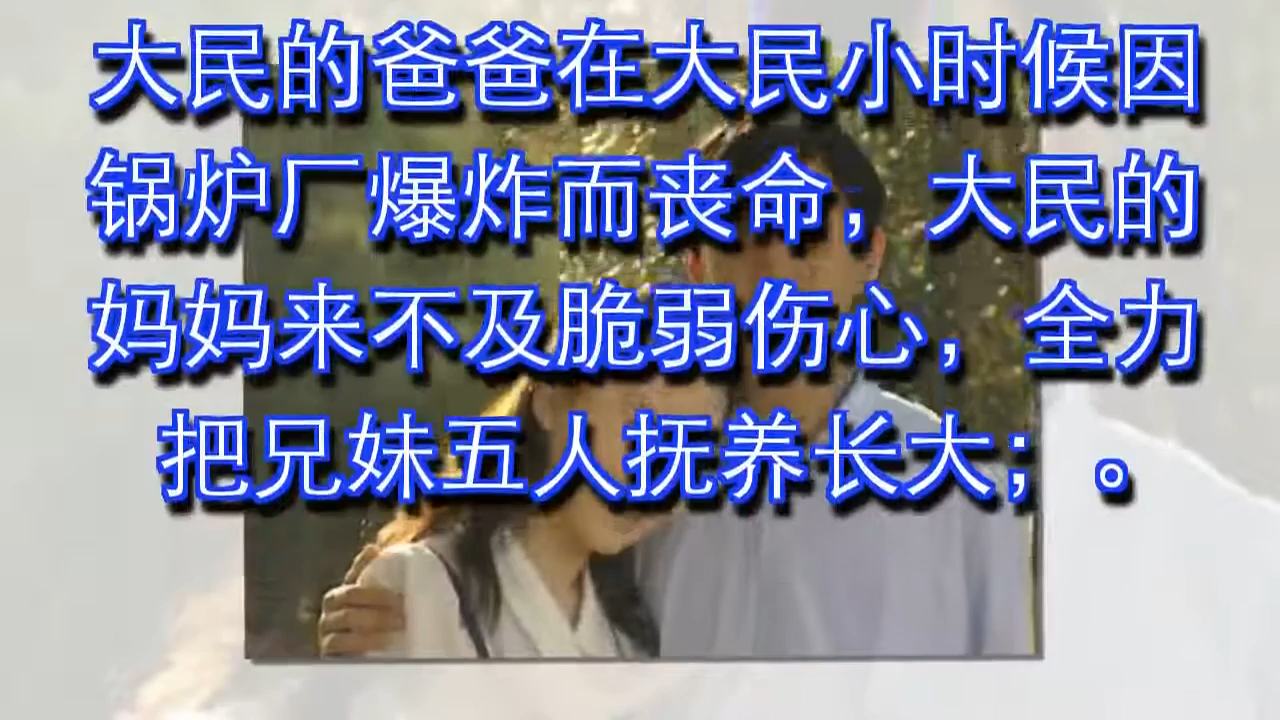 大民的爸爸在大民小时候因
锅炉厂爆炸而丧命，大民的
妈妈来不及脆弱伤心，全力
把兄妹五人抚养长大；。